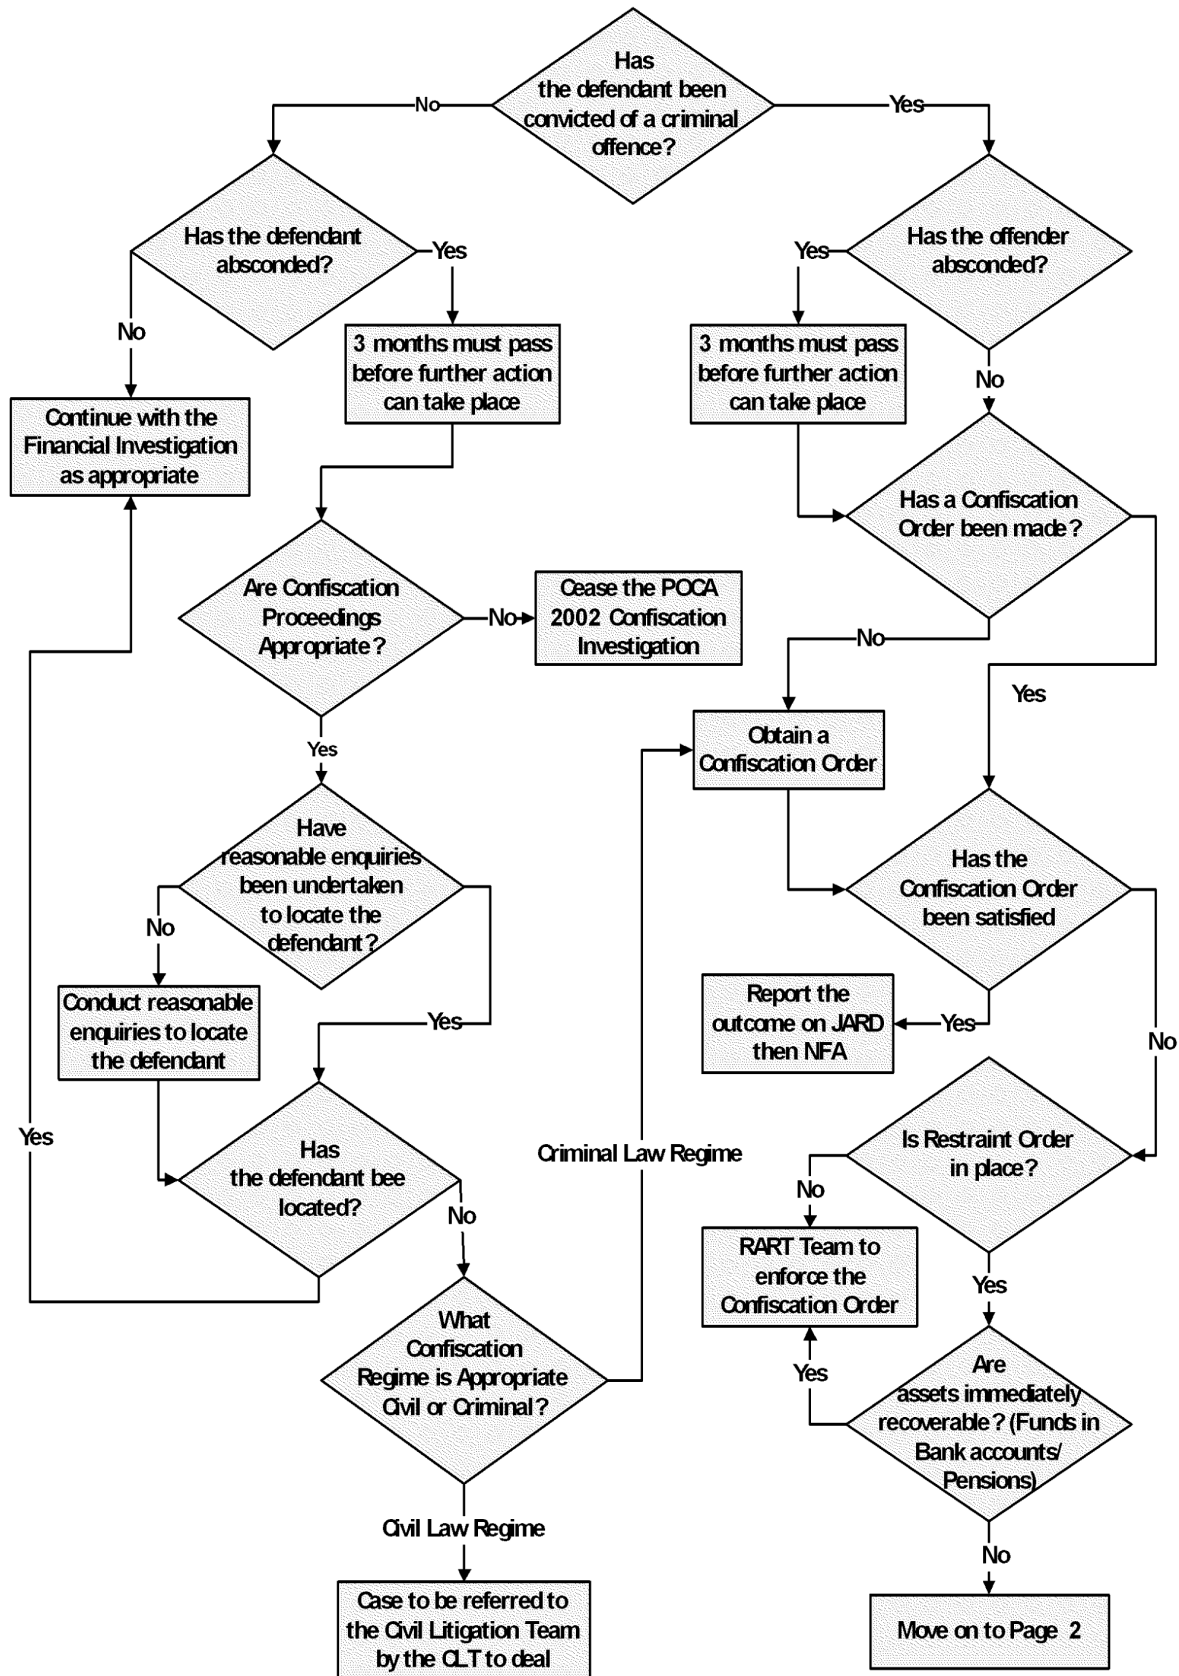 Has
the defendant been
convicted of a criminal
offence?
No
Yes
Has the defendant
absconded?
Yes
No
Has the offender
absconded?
Yes
No
3 months must pass
before further action
can take place
3 months must pass
before further action
can take place
Continue with the
Financial Investigation
as appropriate
Has a Confiscation
Order been made?
Are Confiscation
Proceedings
Appropriate?
No
Cease the POCA
2002 Confiscation
Investigation
No
Yes
Yes
Obtain a
Confiscation Order
Have
reasonable enquiries
been undertaken
to locate the
defendant?
No
Yes
Has the
Confiscation Order
been satisfied
Conduct reasonable
enquiries to locate
the defendant
Report the
outcome on JARD
then NFA
Yes
No
Yes
Has
the defendant bee
located?
No
Criminal Law Regime
Is Restraint Order
in place?
No
Yes
RART Team to
enforce the
Confiscation Order
What
Confiscation
Regime is Appropriate
Civil or Criminal?
Yes
Are
assets immediately
recoverable? (Funds in
Bank accounts/
Pensions)
Civil Law Regime
No
Case to be referred to
the Civil Litigation Team
by the CLT to deal
Move on to Page 2